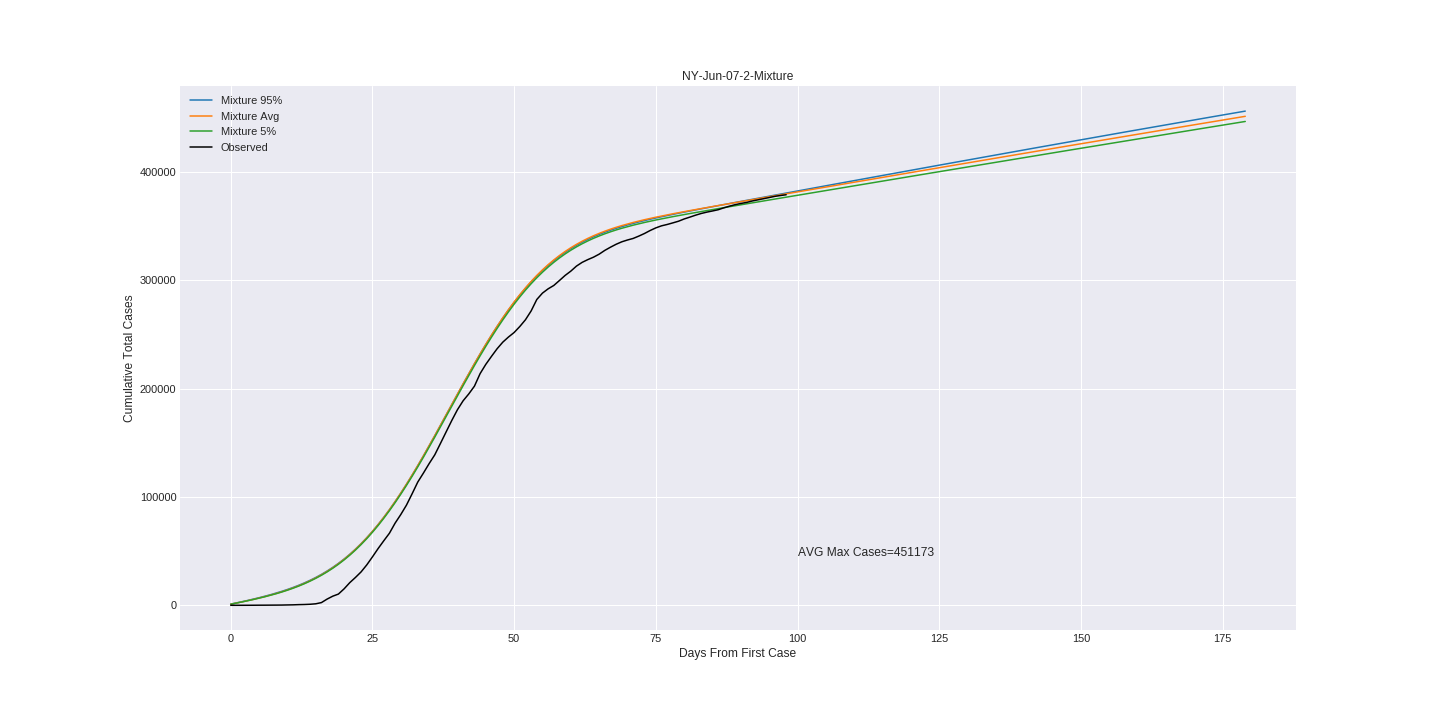 NY-Jun-07-2-Mixture
Mixture 95%
Mixture Avg
Mixture 5%
Observed
400000
300000
200000
100000
0
Cumulative Total Cases
AVG Max Cases=451173
0 25 50 75 100 125 150 175
Days From First Case